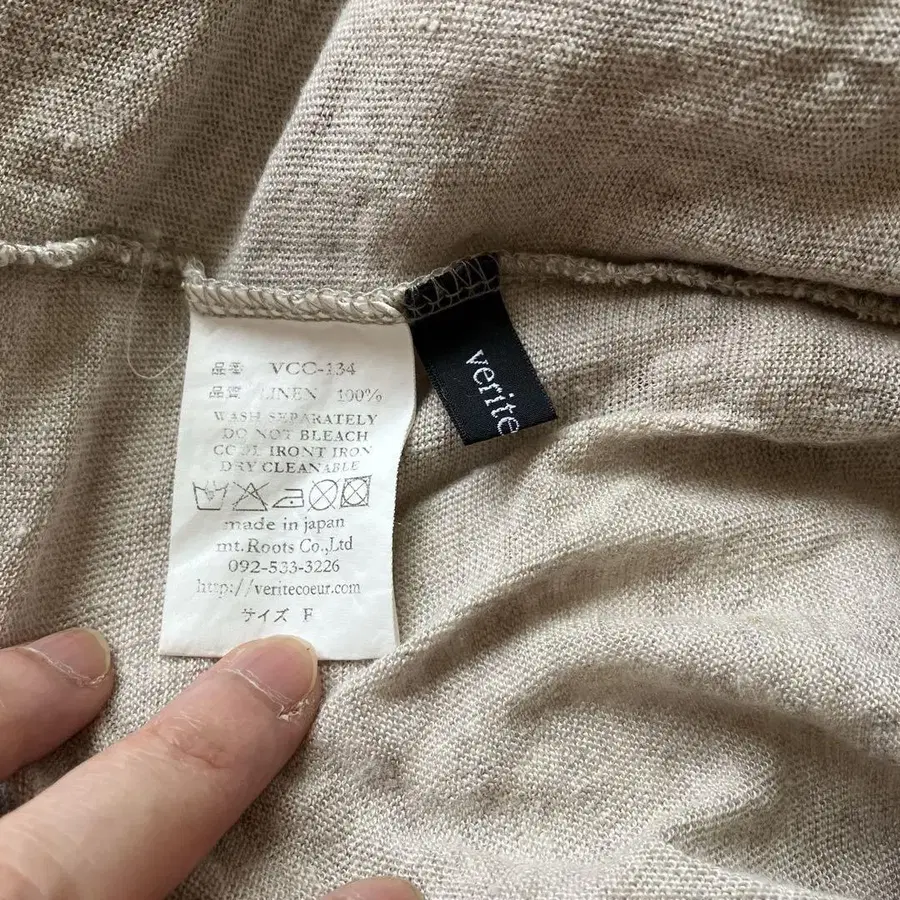 品番 VCC-134
品質 LINEN 100%
WASH SEPARATELY
DO NOT BLEACH
COOL IRONT IRON
DRY CLEANABLE
made in japan
mt.Roots Co.,Ltd
092-533-3226
http://veritecoeur.com
サイズ F
verite